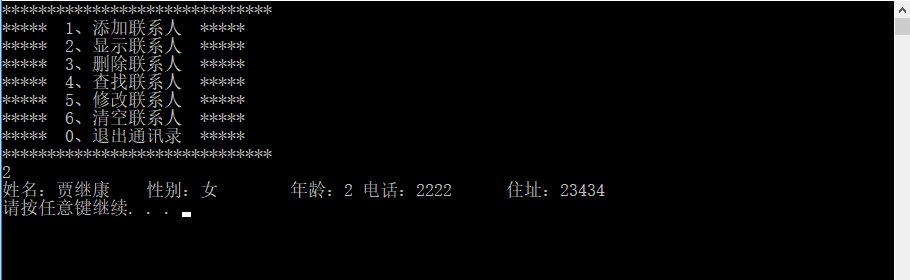 ******************************
*****  1、添加联系人  *****
*****  2、显示联系人  *****
*****  3、删除联系人  *****
*****  4、查找联系人  *****
*****  5、修改联系人  *****
*****  6、清空联系人  *****
*****  0、退出通讯录  *****
******************************
2
姓名：贾继康    性别：女        年龄：2 电话：2222      住址：23434
请按任意键继续. . .